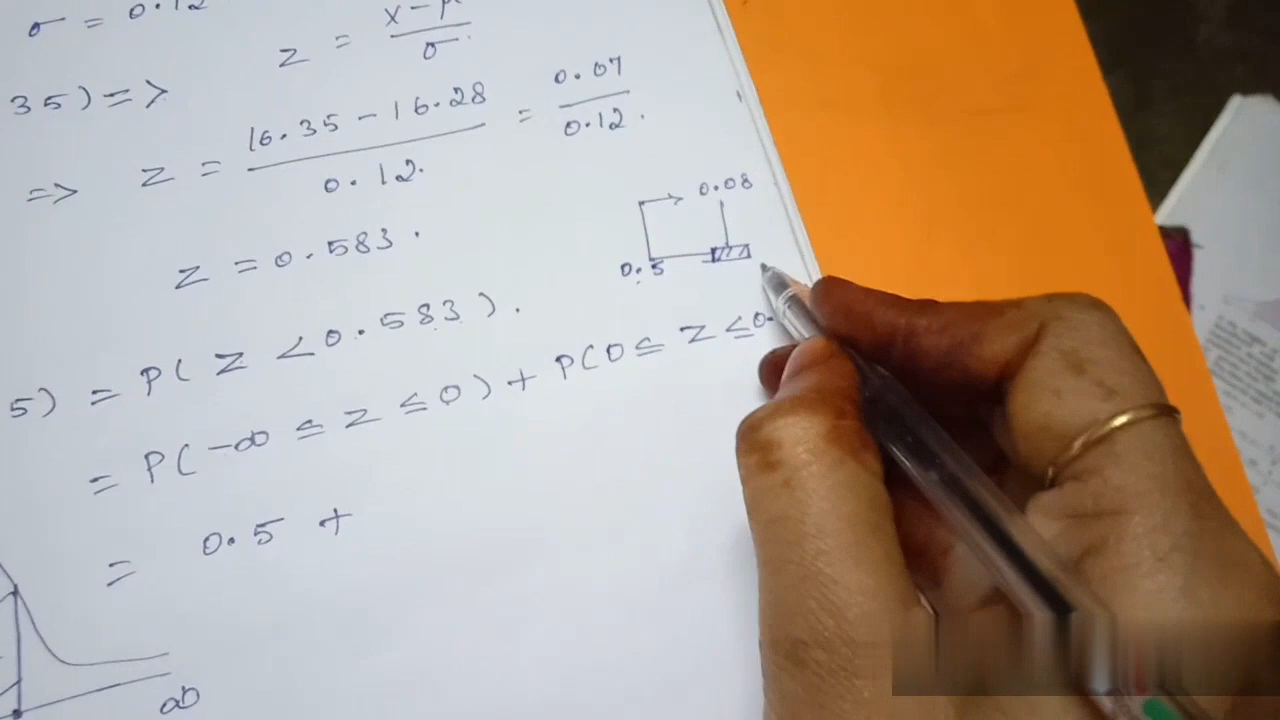 σ = 0.12
z = x - μ / σ.
35) =>
=> z = 16.35 - 16.28 / 0.12. = 0.07 / 0.12.
0.08
z = 0.583.
0.5
5) = P( z < 0.583).
= P(-∞ ≤ z ≤ 0) + P(0 ≤ z ≤ 0.
= 0.5 +
∞